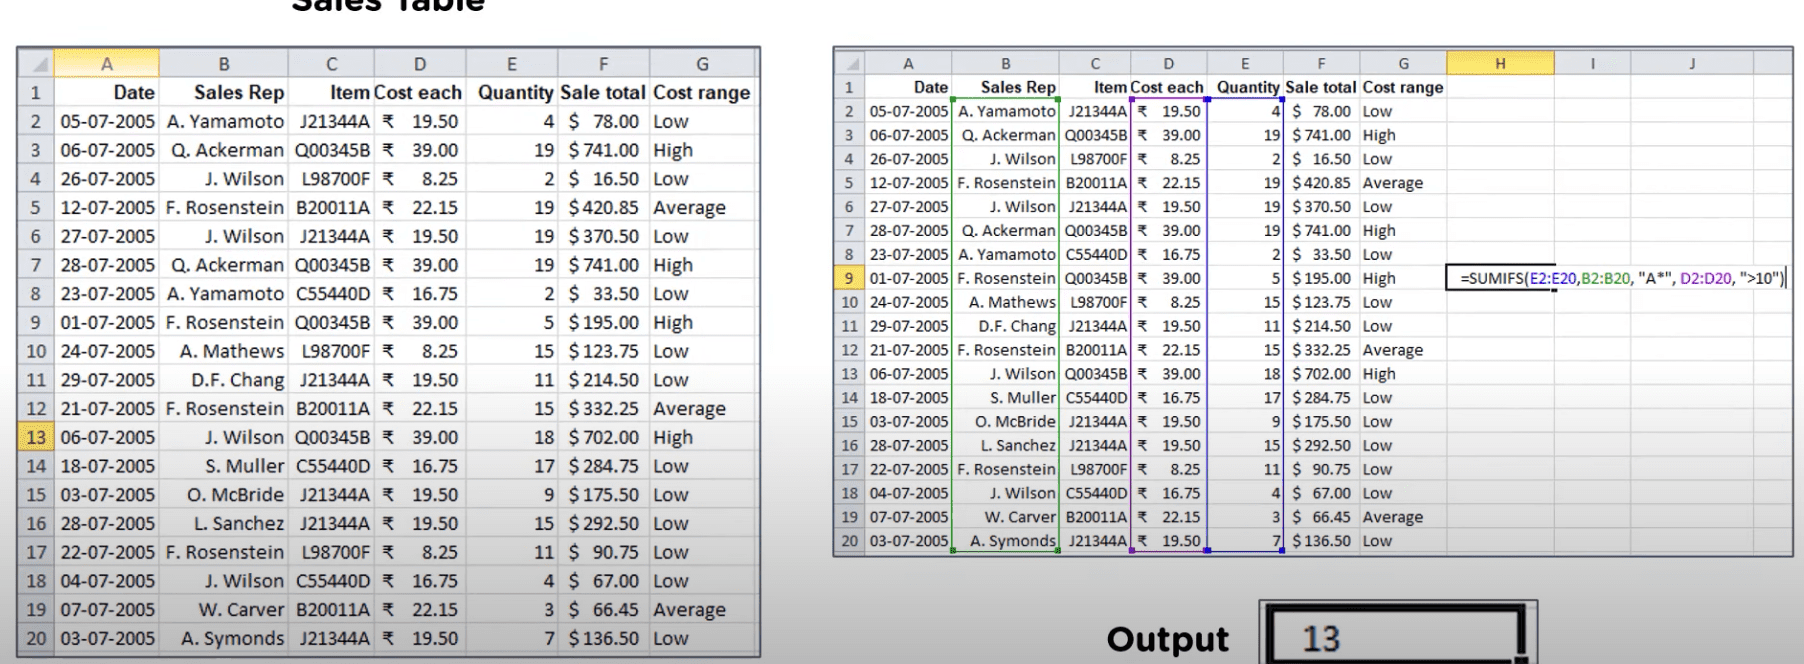 Sales Table
A B C D E F G
1 Date Sales Rep Item Cost each Quantity Sale total Cost range
2 05-07-2005 A. Yamamoto J21344A ₹ 19.50 4 $ 78.00 Low
3 06-07-2005 Q. Ackerman Q00345B ₹ 39.00 19 $ 741.00 High
4 26-07-2005 J. Wilson L98700F ₹ 8.25 2 $ 16.50 Low
5 12-07-2005 F. Rosenstein B20011A ₹ 22.15 19 $ 420.85 Average
6 27-07-2005 J. Wilson J21344A ₹ 19.50 19 $ 370.50 Low
7 28-07-2005 Q. Ackerman Q00345B ₹ 39.00 19 $ 741.00 High
8 23-07-2005 A. Yamamoto C55440D ₹ 16.75 2 $ 33.50 Low
9 01-07-2005 F. Rosenstein Q00345B ₹ 39.00 5 $ 195.00 High
10 24-07-2005 A. Mathews L98700F ₹ 8.25 15 $ 123.75 Low
11 29-07-2005 D.F. Chang J21344A ₹ 19.50 11 $ 214.50 Low
12 21-07-2005 F. Rosenstein B20011A ₹ 22.15 15 $ 332.25 Average
13 06-07-2005 J. Wilson Q00345B ₹ 39.00 18 $ 702.00 High
14 18-07-2005 S. Muller C55440D ₹ 16.75 17 $ 284.75 Low
15 03-07-2005 O. McBride J21344A ₹ 19.50 9 $ 175.50 Low
16 28-07-2005 L. Sanchez J21344A ₹ 19.50 15 $ 292.50 Low
17 22-07-2005 F. Rosenstein L98700F ₹ 8.25 11 $ 90.75 Low
18 04-07-2005 J. Wilson C55440D ₹ 16.75 4 $ 67.00 Low
19 07-07-2005 W. Carver B20011A ₹ 22.15 3 $ 66.45 Average
20 03-07-2005 A. Symonds J21344A ₹ 19.50 7 $ 136.50 Low
A B C D E F G H I J
1 Date Sales Rep Item Cost each Quantity Sale total Cost range
2 05-07-2005 A. Yamamoto J21344A ₹ 19.50 4 $ 78.00 Low
3 06-07-2005 Q. Ackerman Q00345B ₹ 39.00 19 $ 741.00 High
4 26-07-2005 J. Wilson L98700F ₹ 8.25 2 $ 16.50 Low
5 12-07-2005 F. Rosenstein B20011A ₹ 22.15 19 $ 420.85 Average
6 27-07-2005 J. Wilson J21344A ₹ 19.50 19 $ 370.50 Low
7 28-07-2005 Q. Ackerman Q00345B ₹ 39.00 19 $ 741.00 High
8 23-07-2005 A. Yamamoto C55440D ₹ 16.75 2 $ 33.50 Low
9 01-07-2005 F. Rosenstein Q00345B ₹ 39.00 5 $ 195.00 High =SUMIFS(E2:E20,B2:B20, "A*", D2:D20, ">10")
10 24-07-2005 A. Mathews L98700F ₹ 8.25 15 $ 123.75 Low
11 29-07-2005 D.F. Chang J21344A ₹ 19.50 11 $ 214.50 Low
12 21-07-2005 F. Rosenstein B20011A ₹ 22.15 15 $ 332.25 Average
13 06-07-2005 J. Wilson Q00345B ₹ 39.00 18 $ 702.00 High
14 18-07-2005 S. Muller C55440D ₹ 16.75 17 $ 284.75 Low
15 03-07-2005 O. McBride J21344A ₹ 19.50 9 $ 175.50 Low
16 28-07-2005 L. Sanchez J21344A ₹ 19.50 15 $ 292.50 Low
17 22-07-2005 F. Rosenstein L98700F ₹ 8.25 11 $ 90.75 Low
18 04-07-2005 J. Wilson C55440D ₹ 16.75 4 $ 67.00 Low
19 07-07-2005 W. Carver B20011A ₹ 22.15 3 $ 66.45 Average
20 03-07-2005 A. Symonds J21344A ₹ 19.50 7 $ 136.50 Low
Output 13